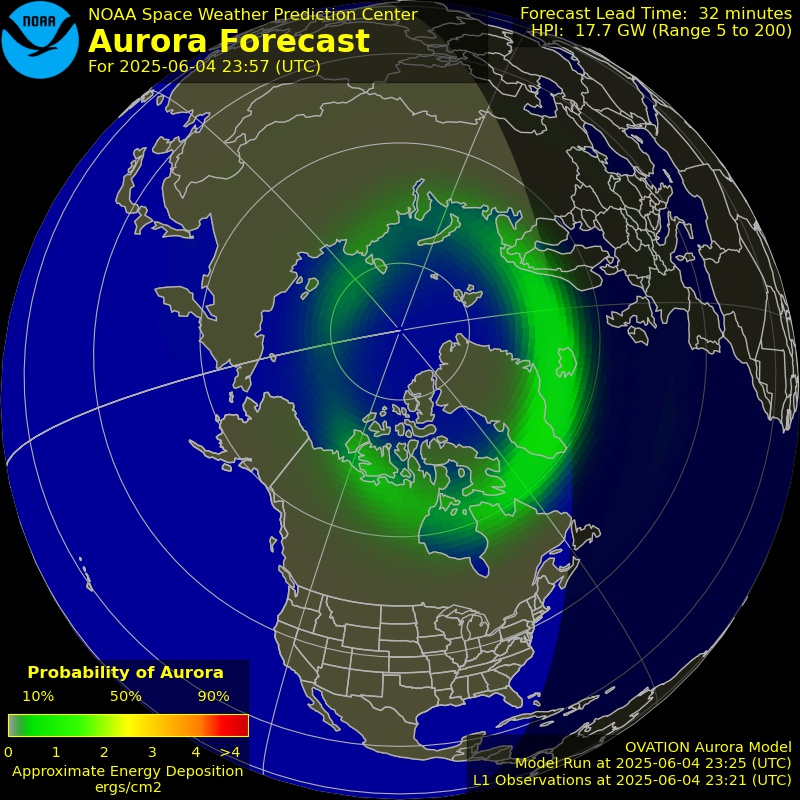 NOAA
NOAA Space Weather Prediction Center
Aurora Forecast
For 2025-06-04 23:57 (UTC)
Forecast Lead Time: 32 minutes
HPI: 17.7 GW (Range 5 to 200)
Probability of Aurora
10% 50% 90%
0 1 2 3 4 >4
Approximate Energy Deposition
ergs/cm2
OVATION Aurora Model
Model Run at 2025-06-04 23:25 (UTC)
L1 Observations at 2025-06-04 23:21 (UTC)